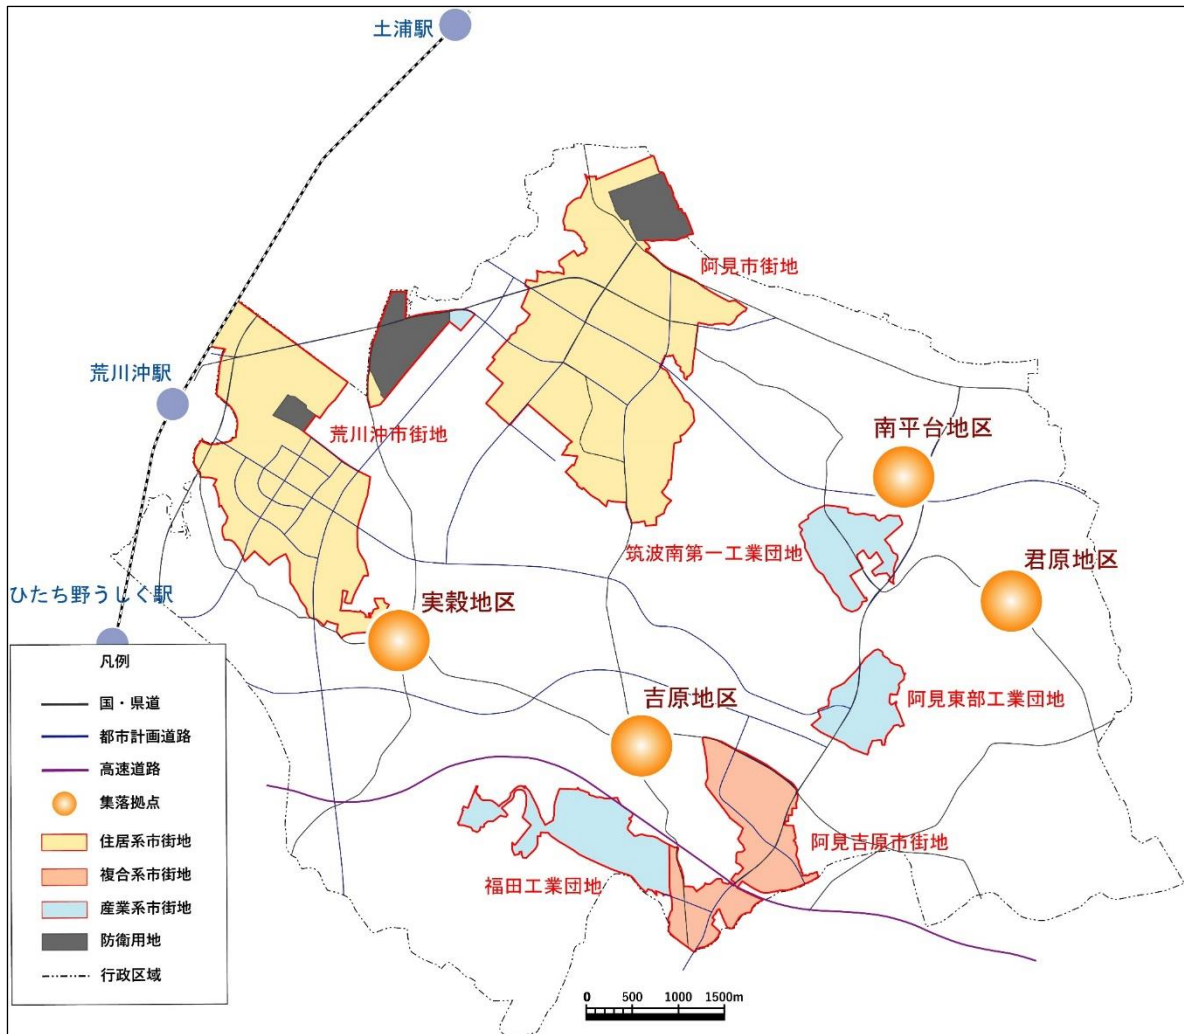 土浦駅
阿見市街地
荒川沖駅
荒川沖市街地
南平台地区
筑波南第一工業団地
君原地区
ひたち野うしく駅
実穀地区
吉原地区
阿見東部工業団地
阿見吉原市街地
福田工業団地
凡例
国・県道
都市計画道路
高速道路
集落拠点
住居系市街地
複合系市街地
産業系市街地
防衛用地
行政区域
0 500 1000 1500m